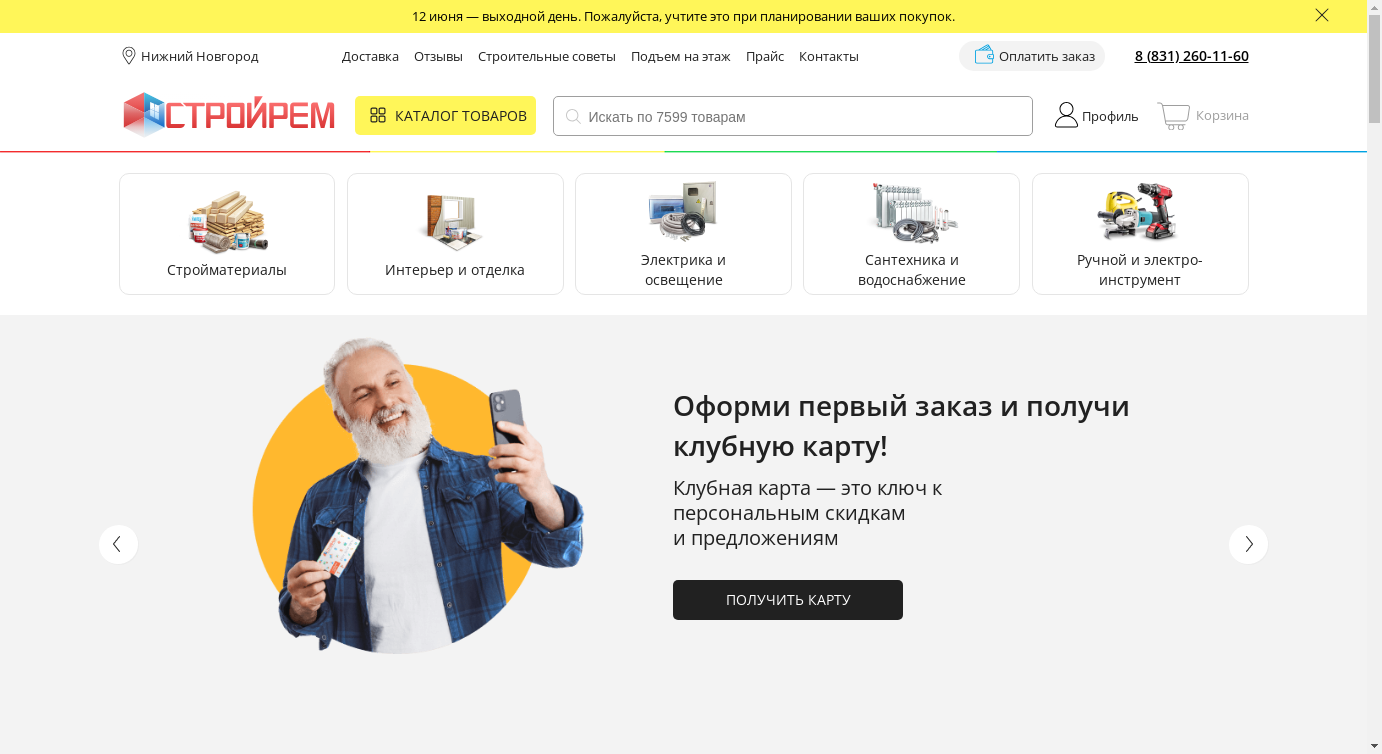 12 июня — выходной день. Пожалуйста, учтите это при планировании ваших покупок.
Нижний Новгород
Доставка
Отзывы
Строительные советы
Подъем на этаж
Прайс
Контакты
Оплатить заказ
8 (831) 260-11-60
СТРОЙРЕМ
КАТАЛОГ ТОВАРОВ
Искать по 7599 товарам
Профиль
Корзина
Стройматериалы
Интерьер и отделка
Электрика и
освещение
Сантехника и
водоснабжение
Ручной и электро-
инструмент
Оформи первый заказ и получи
клубную карту!
Клубная карта — это ключ к
персональным скидкам
и предложениям
ПОЛУЧИТЬ КАРТУ